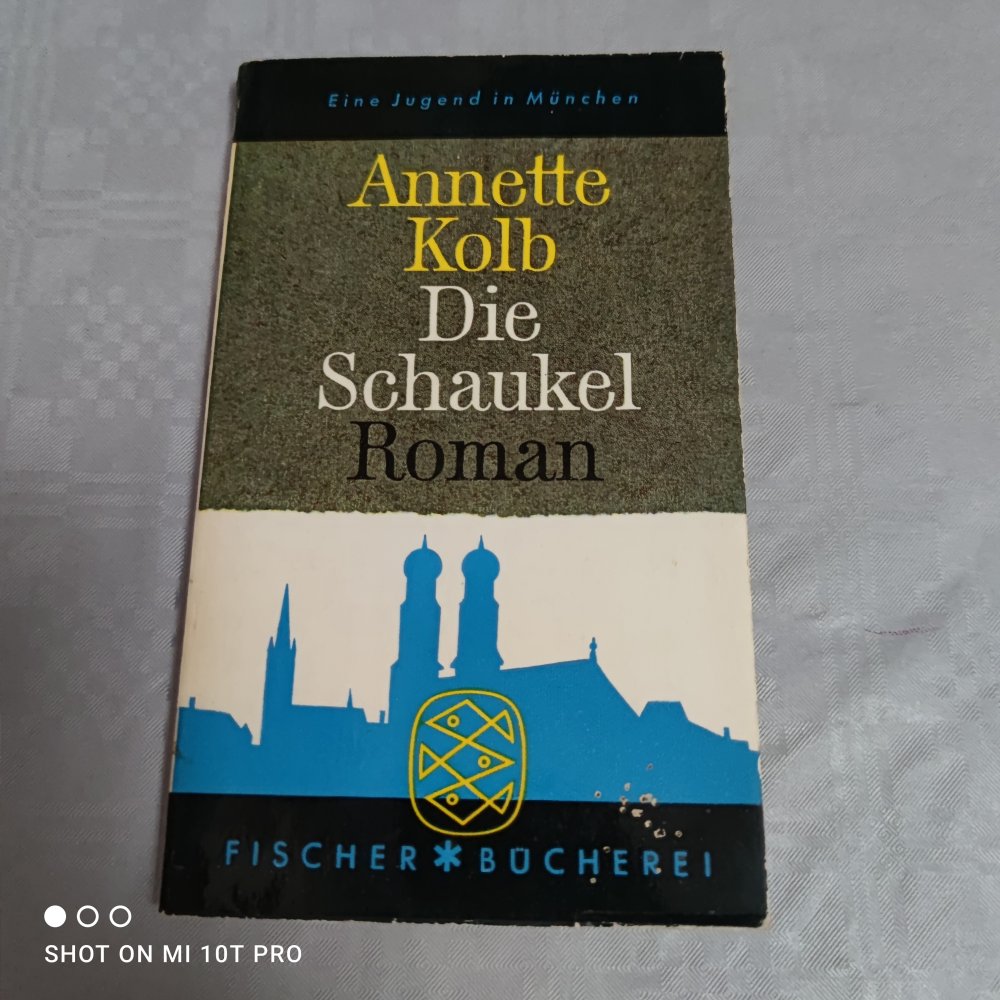 Eine Jugend in München
Annette
Kolb
Die
Schaukel
Roman
FISCHER * BÜCHEREI
SHOT ON MI 10T PRO